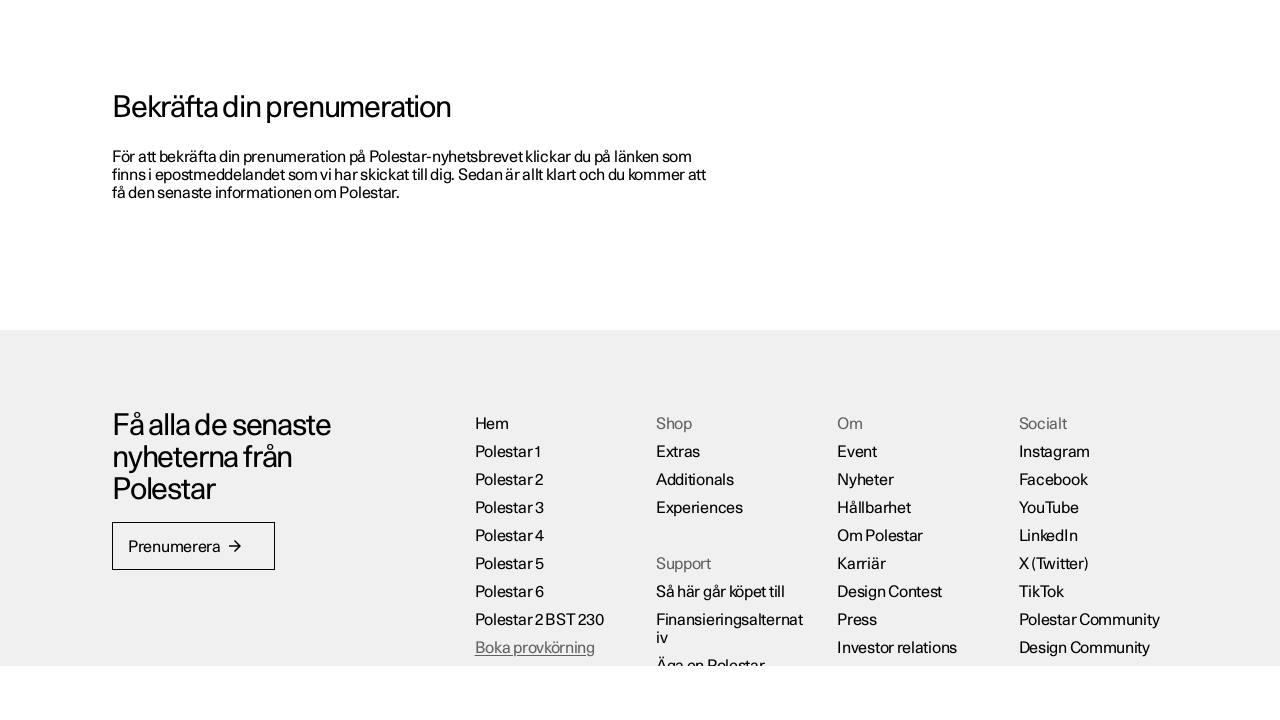 Bekräfta din prenumeration
För att bekräfta din prenumeration på Polestar-nyhetsbrevet klickar du på länken som
finns i epostmeddelandet som vi har skickat till dig. Sedan är allt klart och du kommer att
få den senaste informationen om Polestar.
Få alla de senaste
nyheterna från
Polestar
Prenumerera →
Hem
Polestar 1
Polestar 2
Polestar 3
Polestar 4
Polestar 5
Polestar 6
Polestar 2 BST 230
Boka provkörning
Shop
Extras
Additionals
Experiences
Support
Så här går köpet till
Finansieringsalternat
iv
Äga en Polestar
Om
Event
Nyheter
Hållbarhet
Om Polestar
Karriär
Design Contest
Press
Investor relations
Socialt
Instagram
Facebook
YouTube
LinkedIn
X (Twitter)
TikTok
Polestar Community
Design Community